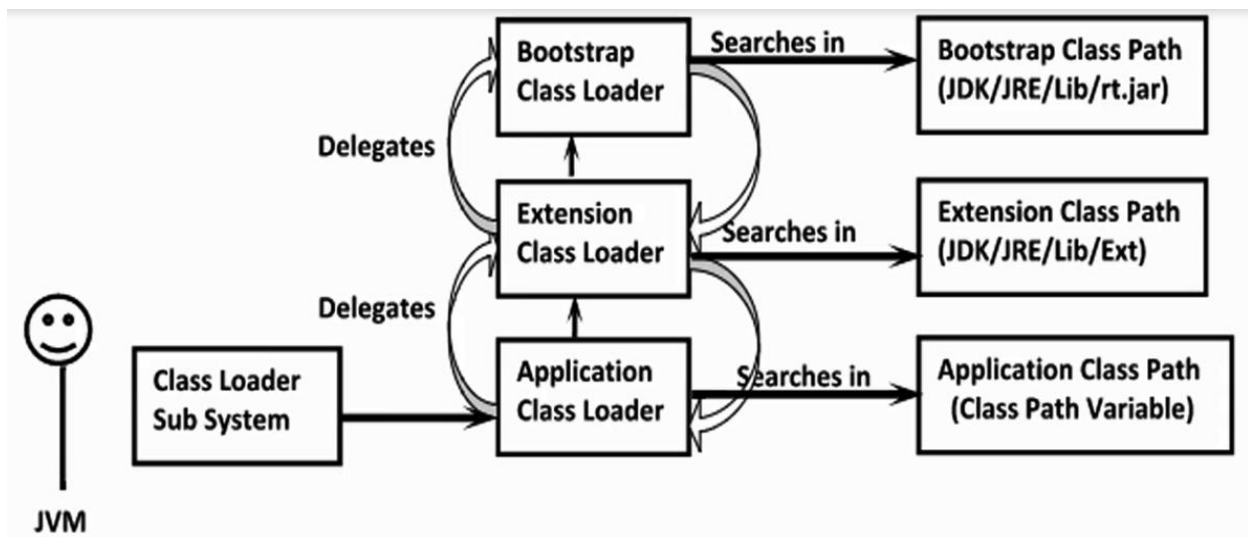 Bootstrap
Class Loader
Searches in
Bootstrap Class Path
(JDK/JRE/Lib/rt.jar)
Delegates
Extension
Class Loader
Searches in
Extension Class Path
(JDK/JRE/Lib/Ext)
Delegates
Class Loader
Sub System
Application
Class Loader
Searches in
Application Class Path
(Class Path Variable)
JVM